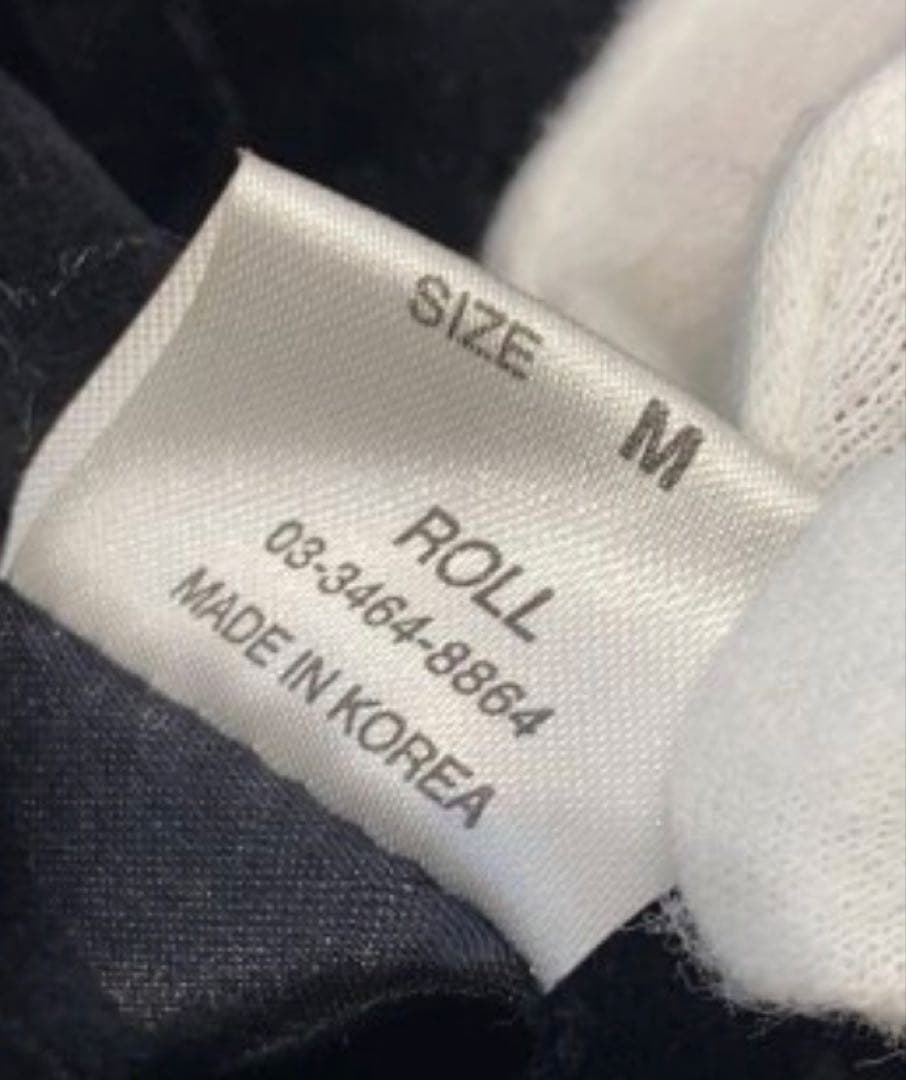 SIZE
M
ROLL
03-3464-8864
MADE IN KOREA